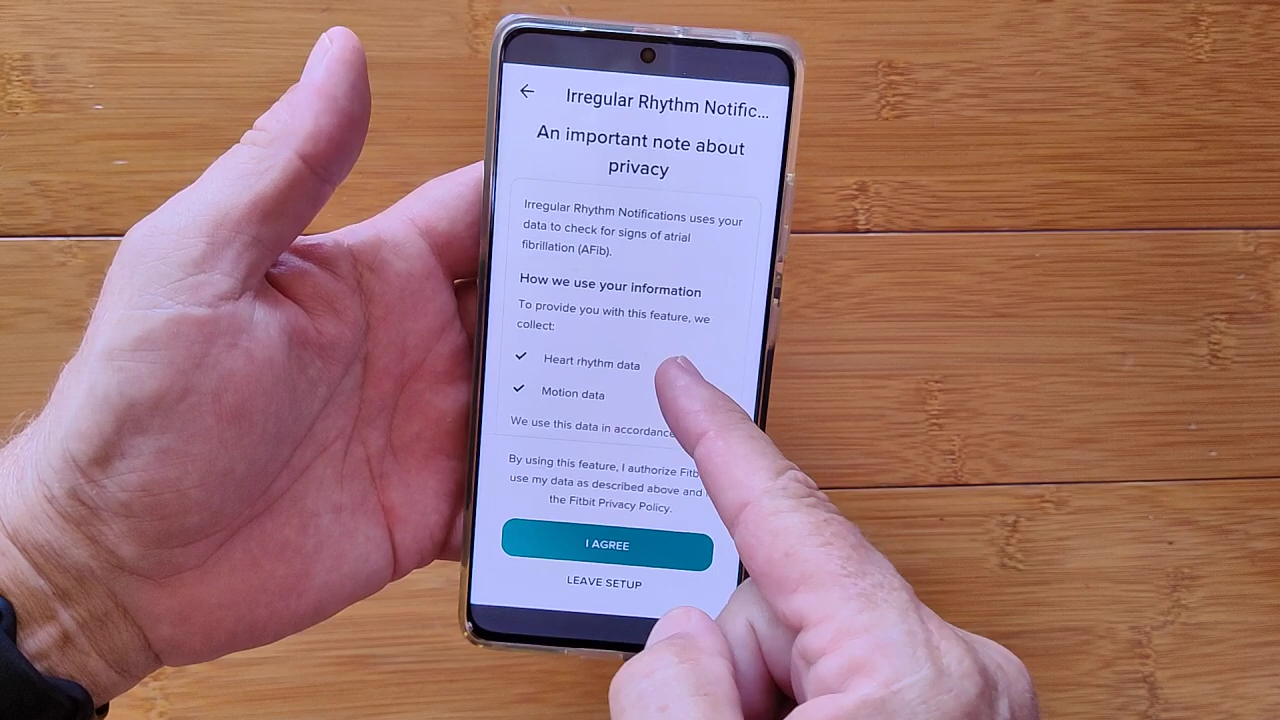 Irregular Rhythm Notific...
An important note about
privacy
Irregular Rhythm Notifications uses your
data to check for signs of atrial
fibrillation (AFib).
How we use your information
To provide you with this feature, we
collect:
Heart rhythm data
Motion data
We use this data in accordance
By using this feature, I authorize
use my data as described above and
the Fitbit Privacy Policy.
I AGREE
LEAVE SETUP